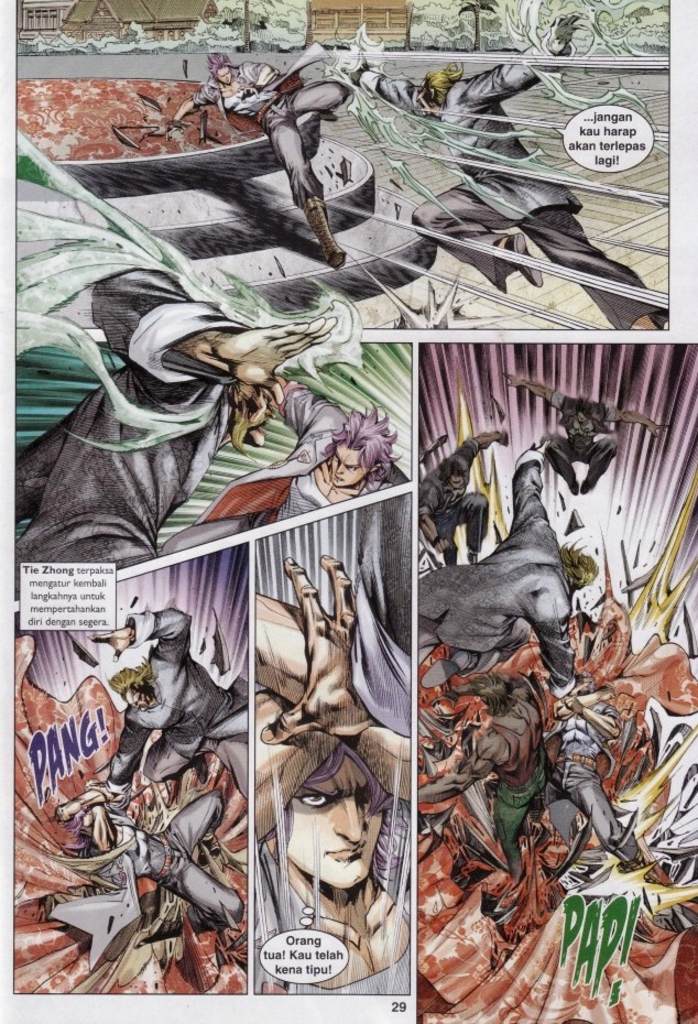 ...jangan
kau harap
akan terlepas
lagi!
Tie Zhong terpaksa
mengatur kembali
langkahnya untuk
mempertahankan
diri dengan segera.
PANG!
Orang
tua! Kau telah
kena tipu!
PAP!
29